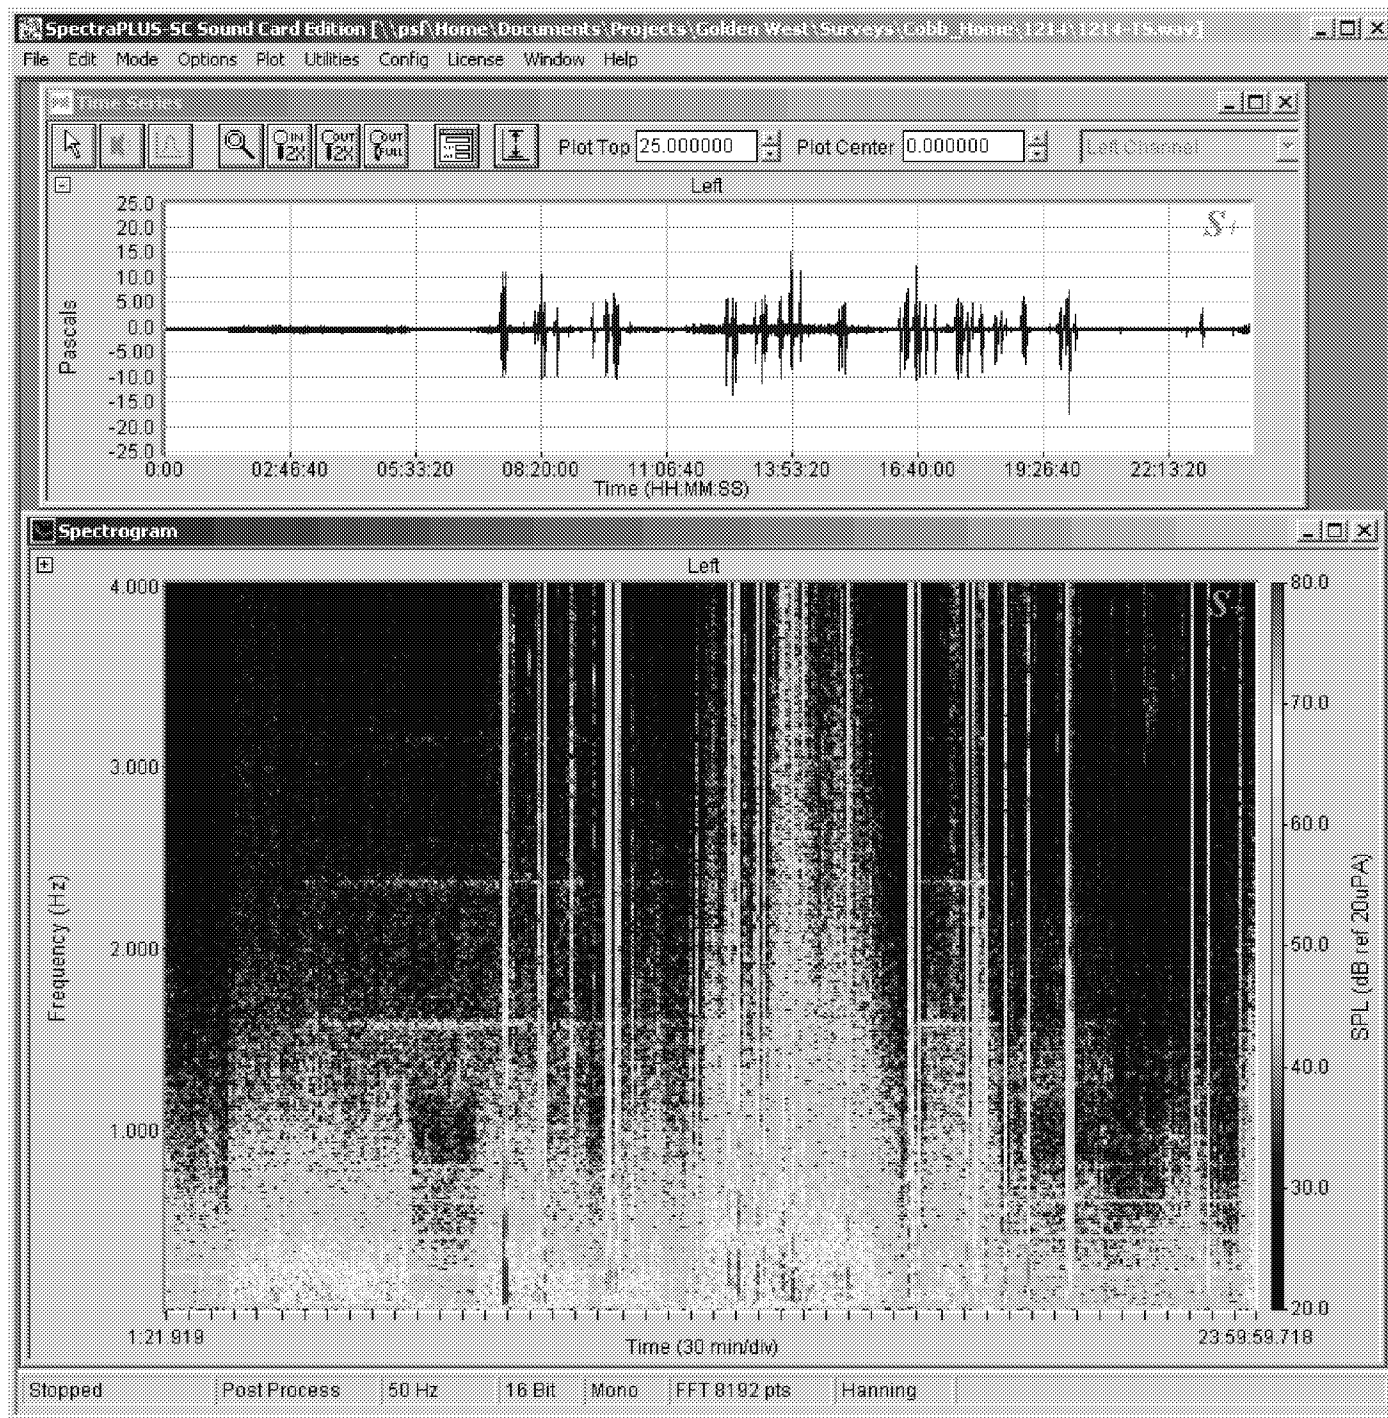 SpectraPLUS-SC Sound Card Edition [\\psf\Home\Documents\Projects\Golden West\Surveys\Cobb_Home\1214\1214-15.wav]
File Edit Mode Options Plot Utilities Config License Window Help
Time Series
IN 2X OUT 2X OUT FULL Plot Top 25.000000 Plot Center 0.000000 Left Channel
Left
25.0
20.0
15.0
10.0
5.00
0.0
-5.00
-10.0
-15.0
-20.0
-25.0
Pascals
0:00 02:46:40 05:33:20 08:20:00 11:06:40 13:53:20 16:40:00 19:26:40 22:13:20
Time (HH:MM:SS)
Spectrogram
Left
4.000
3.000
2.000
1.000
Frequency (Hz)
80.0
70.0
60.0
50.0
40.0
30.0
20.0
SPL (dB ref 20uPA)
1:21.919 23:59:59.718
Time (30 min/div)
Stopped Post Process 50 Hz 16 Bit Mono FFT 8192 pts Hanning